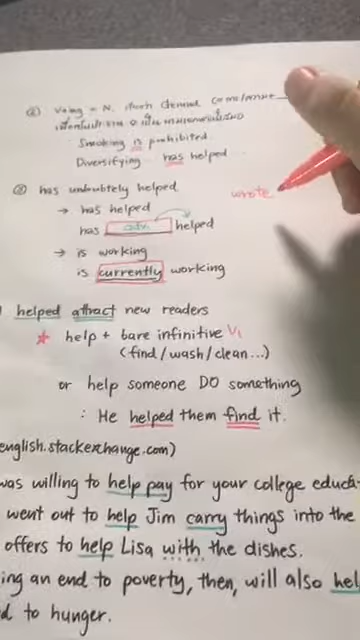 Ving = N.
Smoking is prohibited.
Diversifying has helped
③ has undoubtely helped
wrote
→ has helped
has adv. helped
→ is working
is currently working
helped attract new readers
★ help + bare infinitive V1
(find/wash/clean...)
or help someone DO something
: He helped them find it.
english.stackexchange.com)
was willing to help pay for your college educa
went out to help Jim carry things into the
offers to help Lisa with the dishes.
ing an end to poverty, then, will also hel
d to hunger.